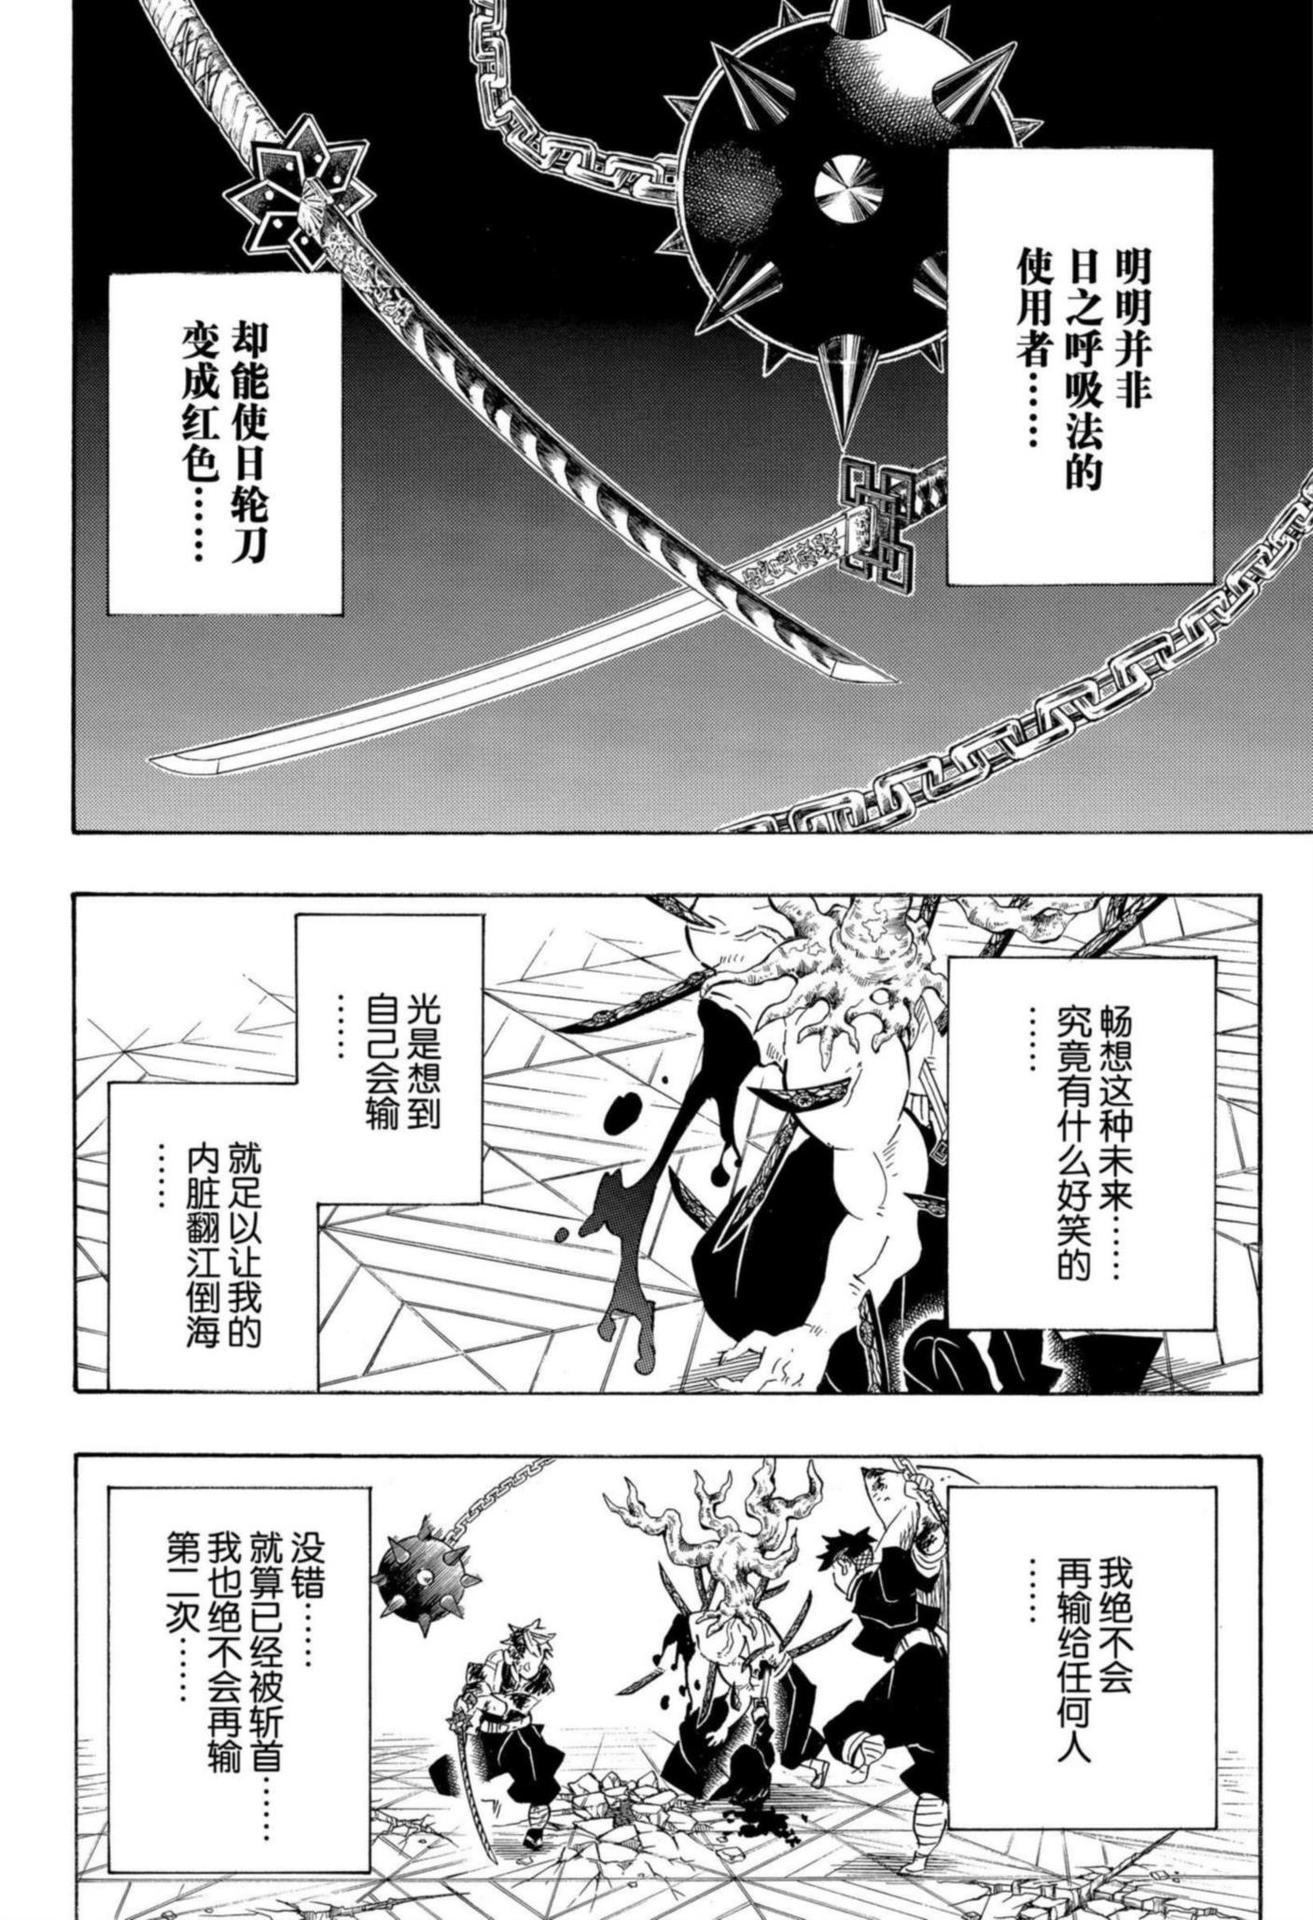 明明并非
日之呼吸法的
使用者……
却能使日轮刀
变成红色……
畅想这种未来……
究竟有什么好笑的
……
光是想到
自己会输
……
就足以让我的
内脏翻江倒海
……
我绝不会
再输给任何人
……
没错……
就算已经被斩首……
我也绝不会再输
第二次……